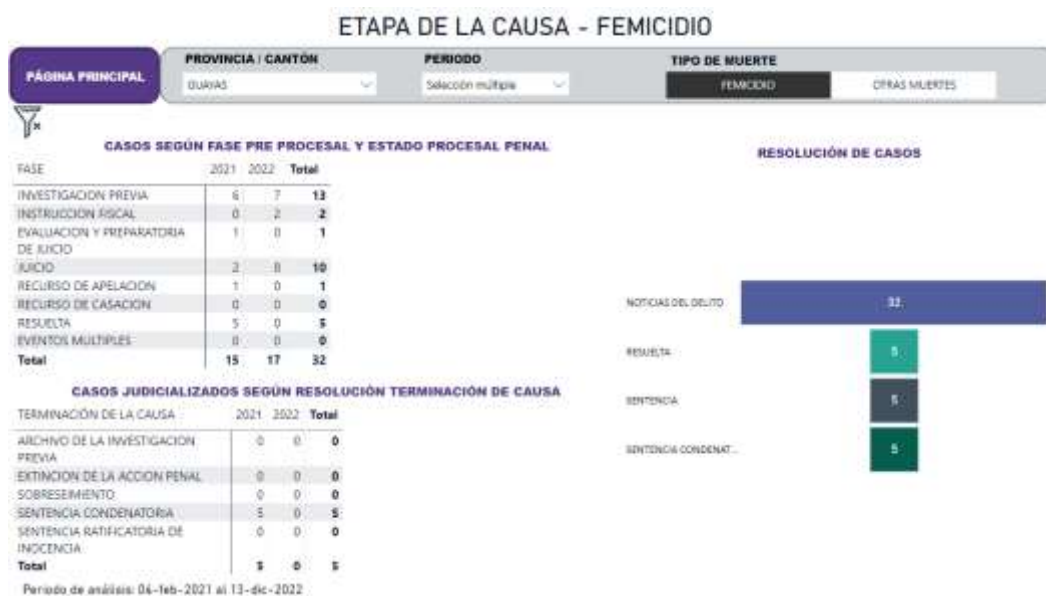 ETAPA DE LA CAUSA - FEMICIDIO
PÁGINA PRINCIPAL
PROVINCIA / CANTÓN
GUAYAS
PERIODO
Selección múltiple
TIPO DE MUERTE
FEMICIDIO OTRAS MUERTES
CASOS SEGÚN FASE PRE PROCESAL Y ESTADO PROCESAL PENAL
FASE 2021 2022 Total
INVESTIGACION PREVIA 6 7 13
INSTRUCCION FISCAL 0 2 2
EVALUACION Y PREPARATORIA 1 0 1
DE JUICIO
JUICIO 2 8 10
RECURSO DE APELACION 1 0 1
RECURSO DE CASACION 0 0 0
RESUELTA 5 0 5
EVENTOS MULTIPLES 0 0 0
Total 15 17 32
CASOS JUDICIALIZADOS SEGÚN RESOLUCIÓN TERMINACIÓN DE CAUSA
TERMINACIÓN DE LA CAUSA 2021 2022 Total
ARCHIVO DE LA INVESTIGACION 0 0 0
PREVIA
EXTINCION DE LA ACCION PENAL 0 0 0
SOBRESEIMIENTO 0 0 0
SENTENCIA CONDENATORIA 5 0 5
SENTENCIA RATIFICATORIA DE 0 0 0
INOCENCIA
Total 5 0 5
Periodo de análisis: 04-feb-2021 al 13-dic-2022
RESOLUCIÓN DE CASOS
NOTICIAS DEL DELITO 32
RESUELTA 5
SENTENCIA 5
SENTENCIA CONDENAT... 5